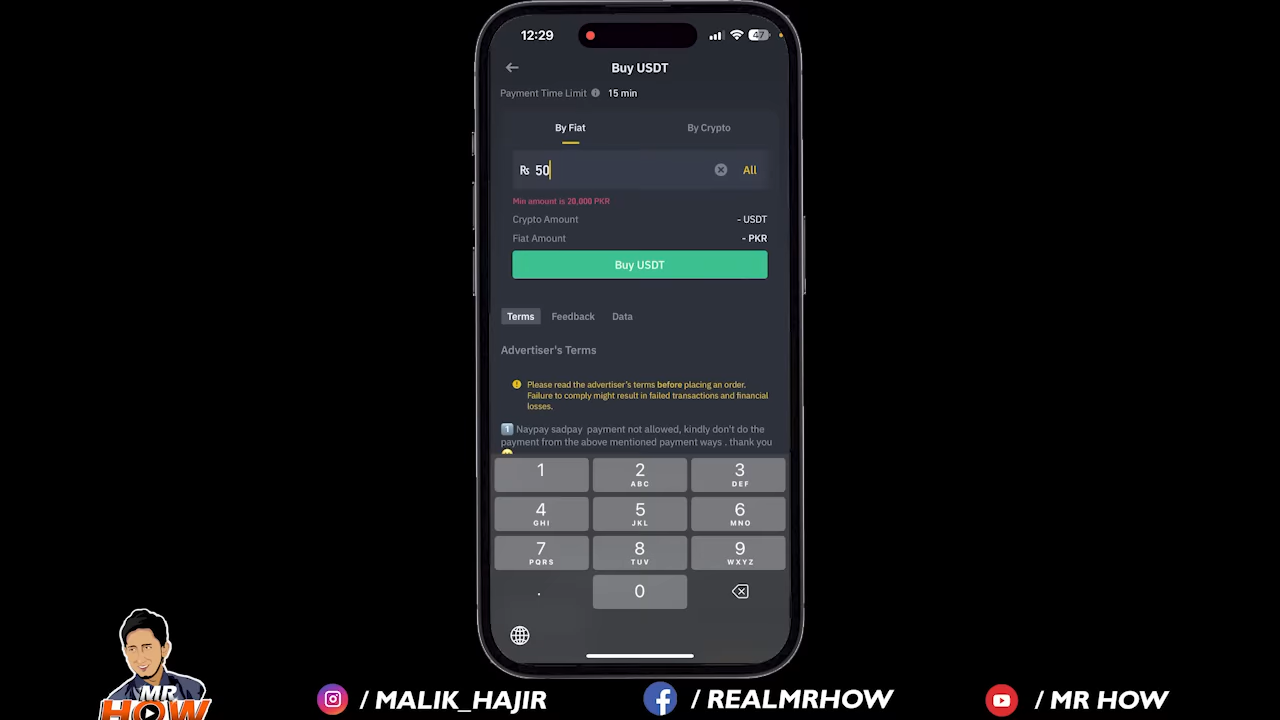 12:29
47
Buy USDT
Payment Time Limit 15 min
By Fiat By Crypto
₨ 50 All
Min amount is 20,000 PKR
Crypto Amount - USDT
Fiat Amount - PKR
Buy USDT
Terms Feedback Data
Advertiser's Terms
Please read the advertiser's terms before placing an order.
Failure to comply might result in failed transactions and financial
losses.
1 Naypay sadpay payment not allowed, kindly don't do the
payment from the above mentioned payment ways . thank you
1 2 3
ABC DEF
4 5 6
GHI JKL MNO
7 8 9
PQRS TUV WXYZ
. 0
MR
HOW
/ MALIK_HAJIR / REALMRHOW / MR HOW